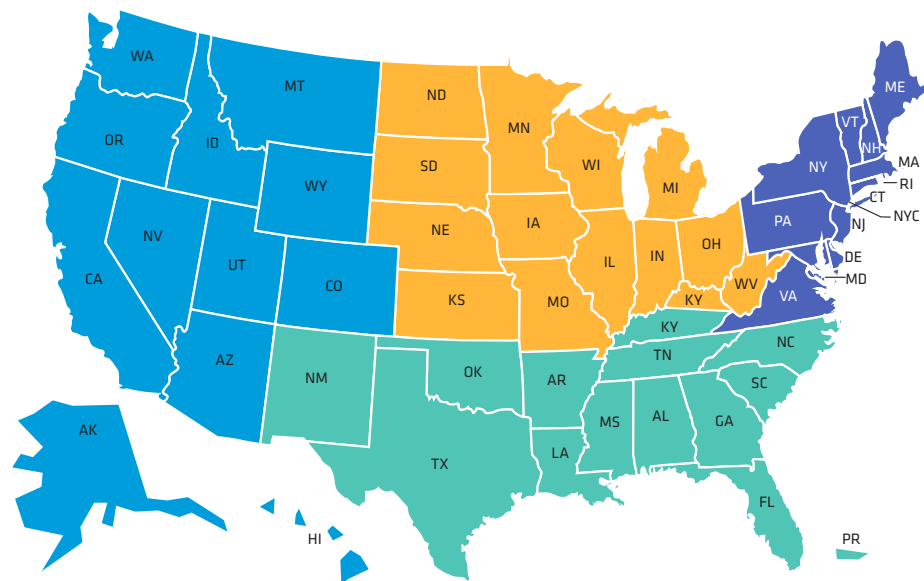 WA
MT
ND
MN
ME
VT
NH
OR
ID
SD
WI
MI
NY
MA
RI
CT
NYC
WY
NV
NE
IA
PA
NJ
CA
UT
CO
IL
IN
OH
DE
MD
KS
MO
WV
VA
KY
KY
AZ
NM
OK
AR
TN
NC
SC
MS
AL
GA
AK
TX
LA
FL
HI
PR